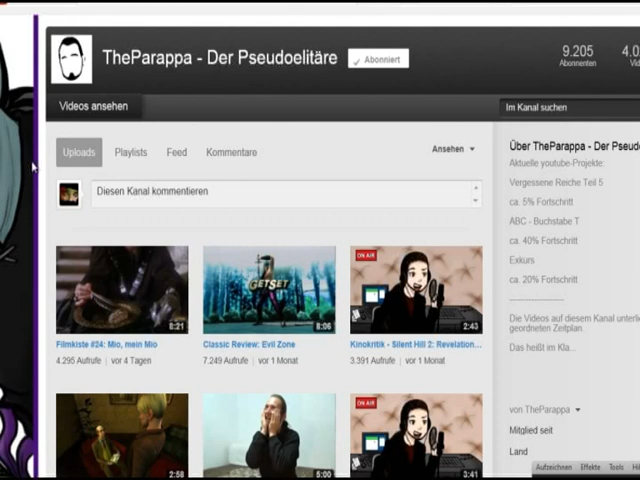 TheParappa - Der Pseudoelitäre
Abonniert
9.205
Abonnenten
Videos ansehen
Im Kanal suchen
Uploads
Playlists
Feed
Kommentare
Ansehen
Diesen Kanal kommentieren
8:21
GETSET
8:06
ON AIR
2:43
Filmkiste #24: Mio, mein Mio
4.295 Aufrufe | vor 4 Tagen
Classic Review: Evil Zone
7.249 Aufrufe | vor 1 Monat
Kinokritik - Silent Hill 2: Revelation...
3.391 Aufrufe | vor 1 Monat
2:58
5:00
ON AIR
3:41
Über TheParappa - Der Pseudo
Aktuelle youtube-Projekte:
Vergessene Reiche Teil 5
ca. 5% Fortschritt
ABC - Buchstabe T
ca. 40% Fortschritt
Exkurs
ca. 20% Fortschritt
--------------------
Die Videos auf diesem Kanal unterlie
geordneten Zeitplan.
Das heißt im Kla...
von TheParappa
Mitglied seit
Land
Aufzeichnen Effekte Tools